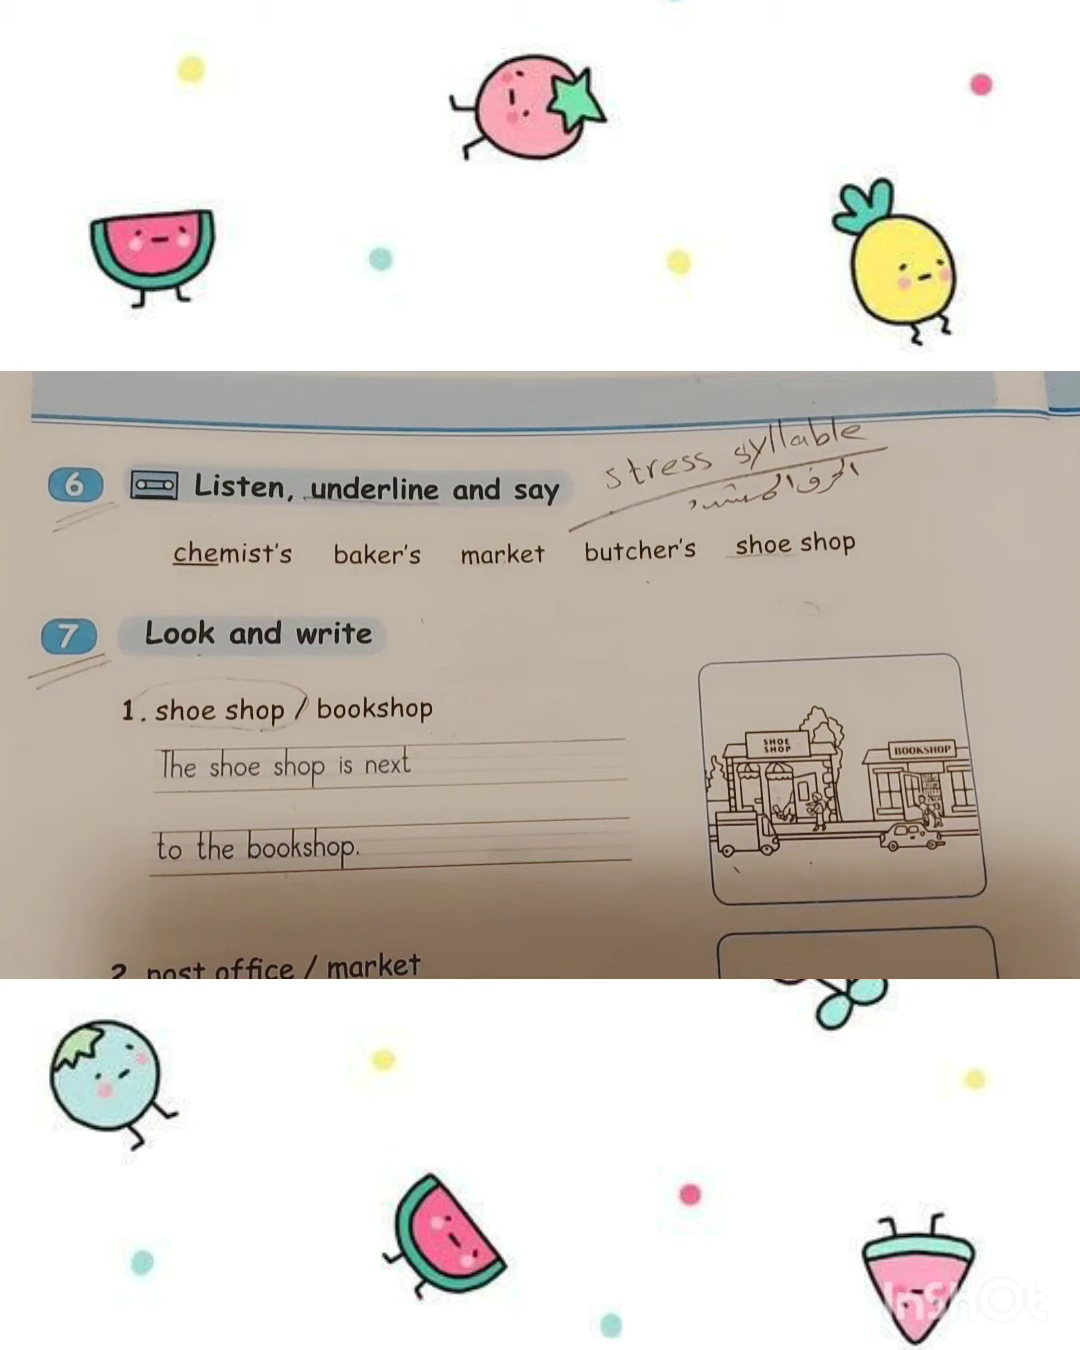 stress syllable
الحرف المشدد
6 Listen, underline and say
chemist's baker's market butcher's shoe shop
7 Look and write
1. shoe shop / bookshop
The shoe shop is next
to the bookshop.
SHOE
SHOP
BOOKSHOP
2. post office / market
InShOt